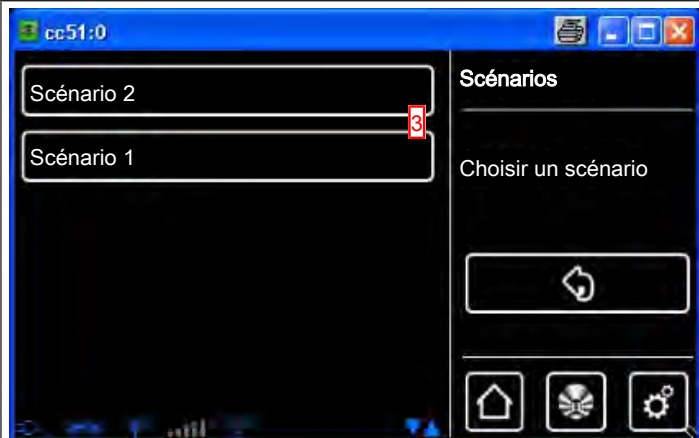 cc51:0
Scénario 2
3
Scénario 1
Scénarios
Choisir un scénario